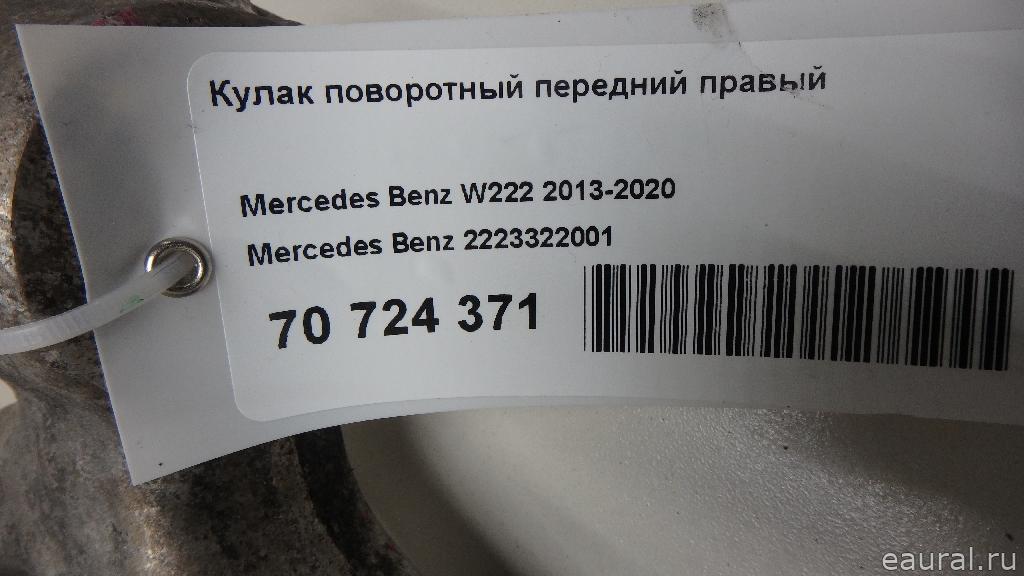 Кулак поворотный передний правый
Mercedes Benz W222 2013-2020
Mercedes Benz 2223322001
70 724 371
eaural.ru